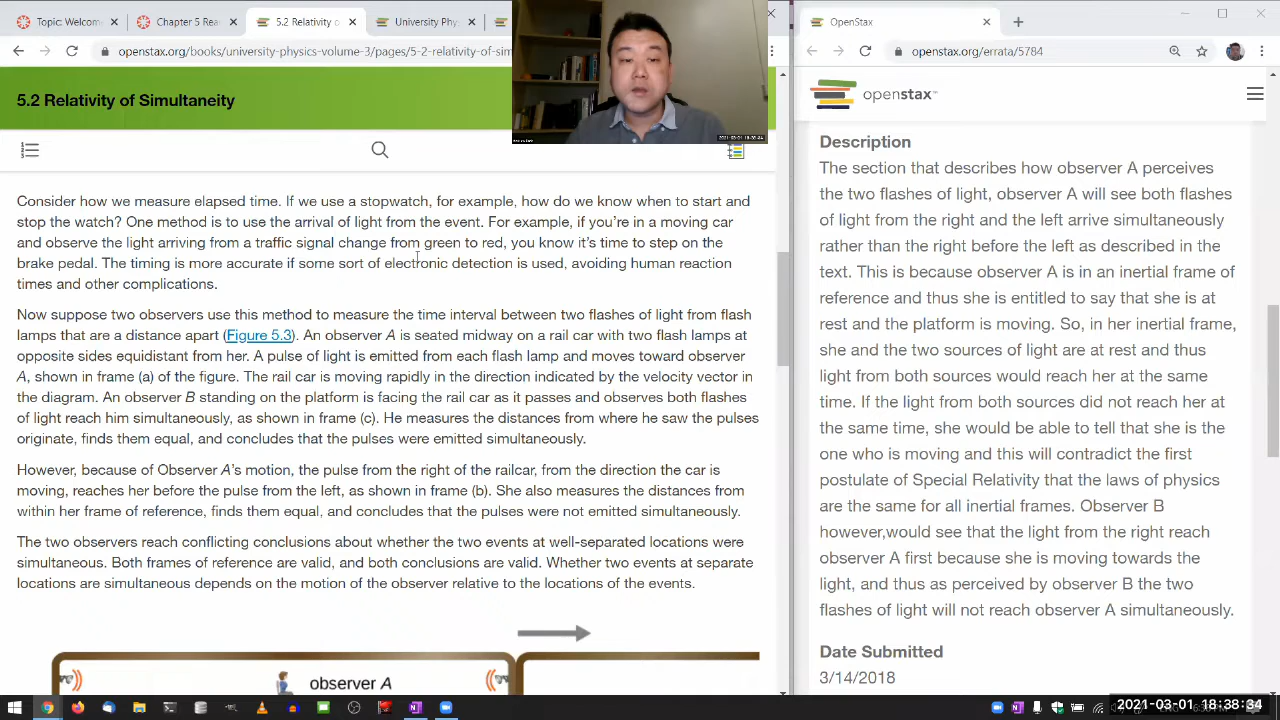 Topic: Welcom
Chapter 5 Rea
5.2 Relativity o
University Phy
OpenStax
openstax.org/books/university-physics-volume-3/pages/5-2-relativity-of-sim
openstax.org/errata/5784
5.2 Relativity of Simultaneity
Consider how we measure elapsed time. If we use a stopwatch, for example, how do we know when to start and
stop the watch? One method is to use the arrival of light from the event. For example, if you're in a moving car
and observe the light arriving from a traffic signal change from green to red, you know it's time to step on the
brake pedal. The timing is more accurate if some sort of electronic detection is used, avoiding human reaction
times and other complications.
Now suppose two observers use this method to measure the time interval between two flashes of light from flash
lamps that are a distance apart (Figure 5.3). An observer A is seated midway on a rail car with two flash lamps at
opposite sides equidistant from her. A pulse of light is emitted from each flash lamp and moves toward observer
A, shown in frame (a) of the figure. The rail car is moving rapidly in the direction indicated by the velocity vector in
the diagram. An observer B standing on the platform is facing the rail car as it passes and observes both flashes
of light reach him simultaneously, as shown in frame (c). He measures the distances from where he saw the pulses
originate, finds them equal, and concludes that the pulses were emitted simultaneously.
However, because of Observer A's motion, the pulse from the right of the railcar, from the direction the car is
moving, reaches her before the pulse from the left, as shown in frame (b). She also measures the distances from
within her frame of reference, finds them equal, and concludes that the pulses were not emitted simultaneously.
The two observers reach conflicting conclusions about whether the two events at well-separated locations were
simultaneous. Both frames of reference are valid, and both conclusions are valid. Whether two events at separate
locations are simultaneous depends on the motion of the observer relative to the locations of the events.
observer A
openstax™
Description
The section that describes how observer A perceives
the two flashes of light, observer A will see both flashes
of light from the right and the left arrive simultaneously
rather than the right before the left as described in the
text. This is because observer A is in an inertial frame of
reference and thus she is entitled to say that she is at
rest and the platform is moving. So, in her inertial frame,
she and the two sources of light are at rest and thus
light from both sources would reach her at the same
time. If the light from both sources did not reach her at
the same time, she would be able to tell that she is the
one who is moving and this will contradict the first
postulate of Special Relativity that the laws of physics
are the same for all inertial frames. Observer B
however,would see that the light from the right reach
observer A first because she is moving towards the
light, and thus as perceived by observer B the two
flashes of light will not reach observer A simultaneously.
Date Submitted
3/14/2018
2021-03-01 18:38:34
2021-03-01 18:38:34